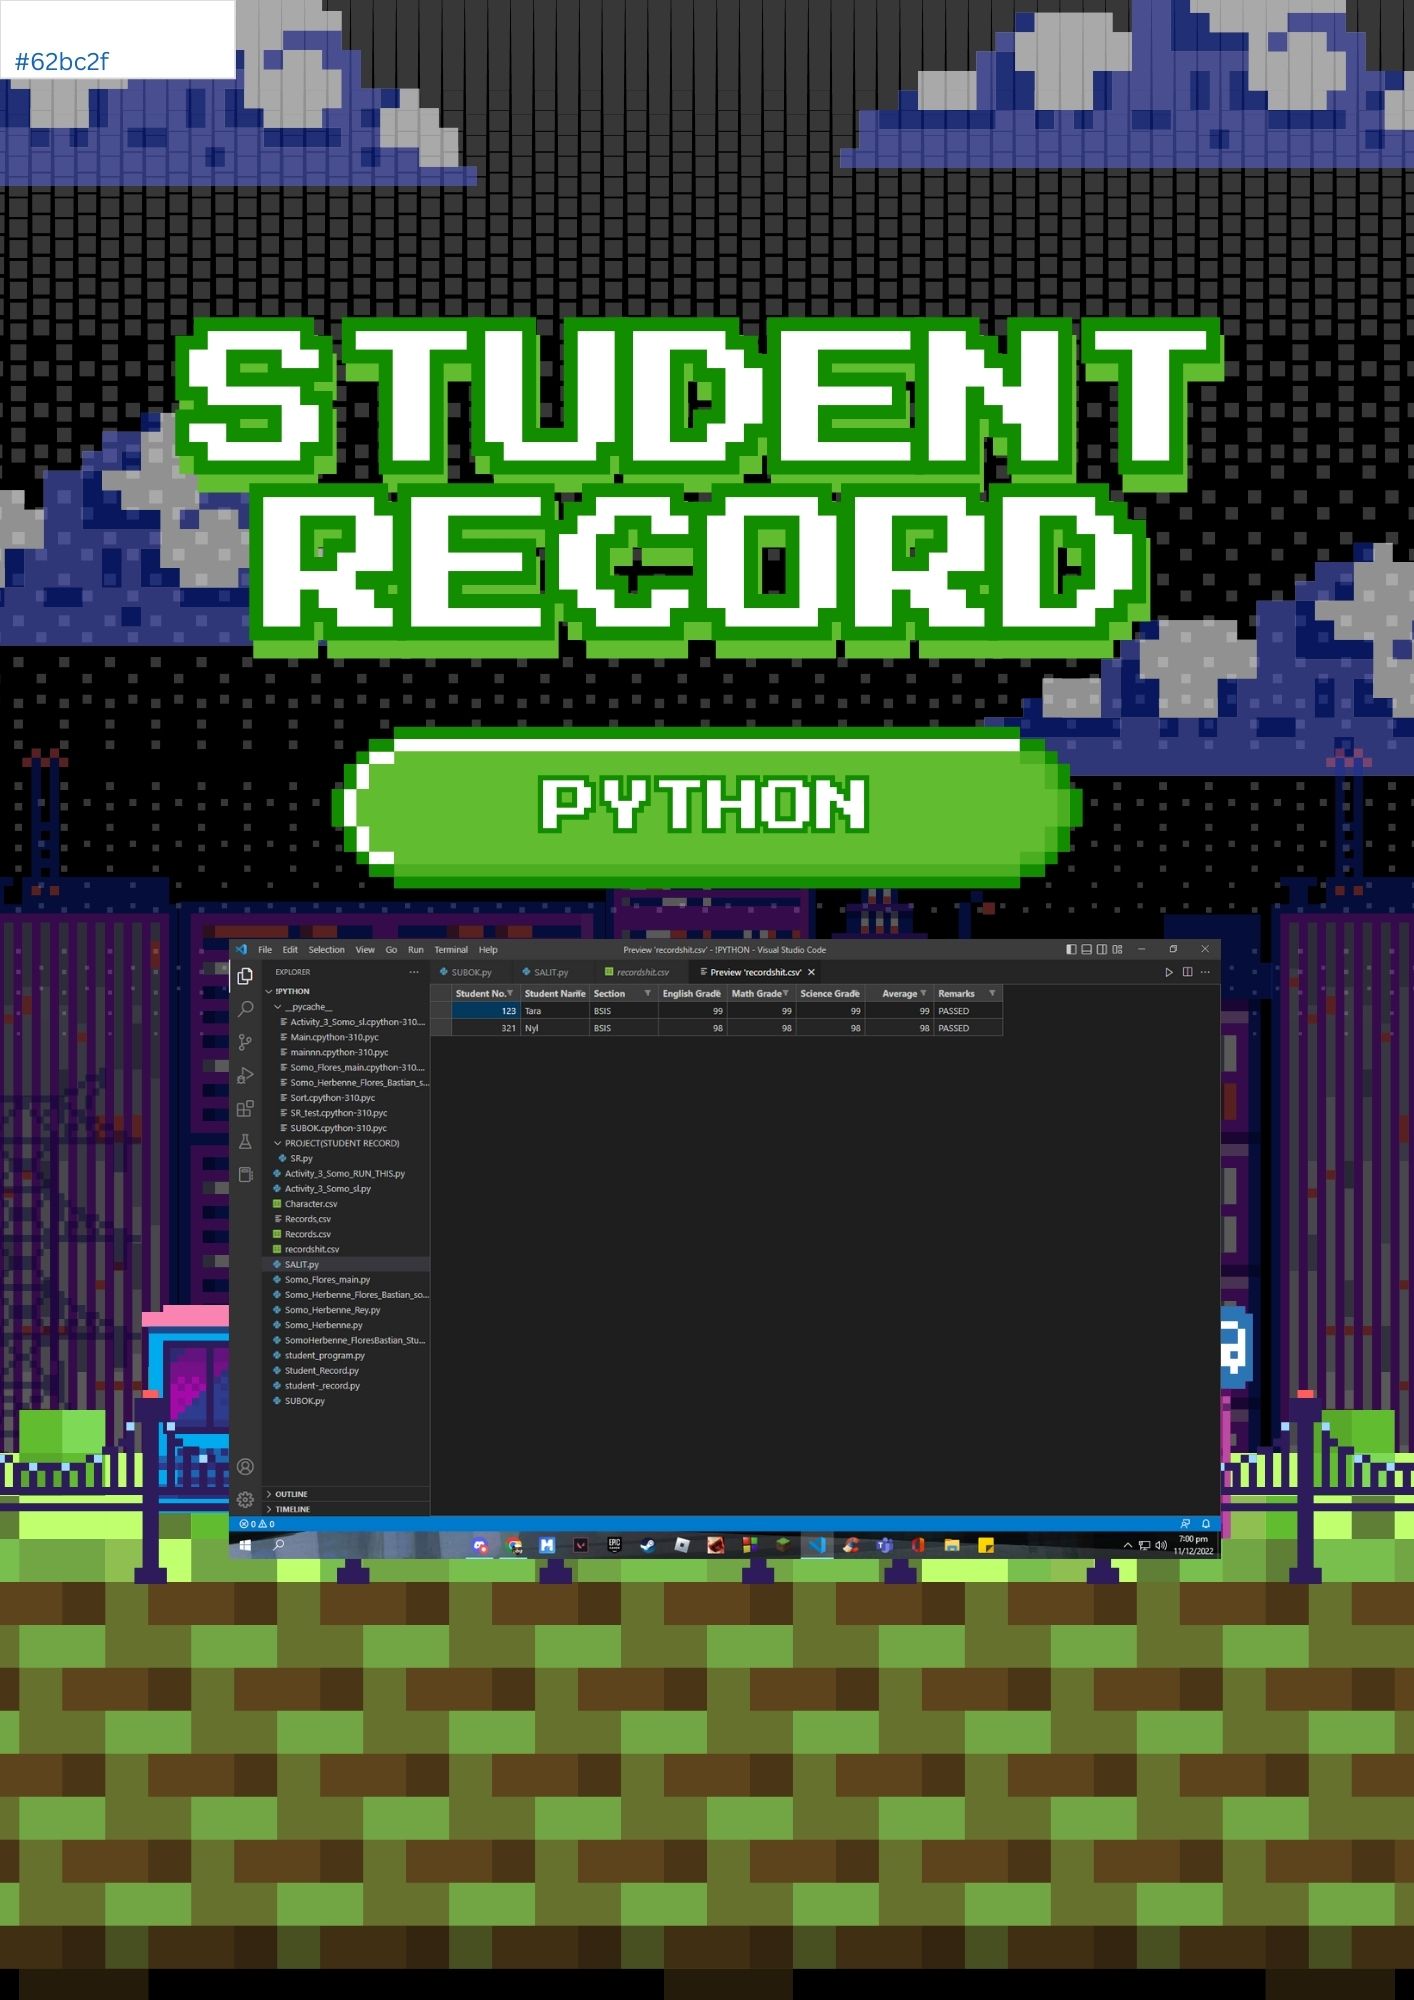 #62bc2f
STUDENT
RECORD
PYTHON
File Edit Selection View Go Run Terminal Help Preview 'recordshit.csv' - !PYTHON - Visual Studio Code
EXPLORER ... SUBOK.py SALIT.py recordshit.csv Preview 'recordshit.csv'
!PYTHON
__pycache__
Activity_3_Somo_sl.cpython-310....
Main.cpython-310.pyc
mainnn.cpython-310.pyc
Somo_Flores_main.cpython-310....
Somo_Herbenne_Flores_Bastian_s...
Sort.cpython-310.pyc
SR_test.cpython-310.pyc
SUBOK.cpython-310.pyc
PROJECT(STUDENT RECORD)
SR.py
Activity_3_Somo_RUN_THIS.py
Activity_3_Somo_sl.py
Character.csv
Records,csv
Records.csv
recordshit.csv
SALIT.py
Somo_Flores_main.py
Somo_Herbenne_Flores_Bastian_so...
Somo_Herbenne_Rey.py
Somo_Herbenne.py
SomoHerbenne_FloresBastian_Stu...
student_program.py
Student_Record.py
student-_record.py
SUBOK.py
OUTLINE
TIMELINE
Student No. Student Name Section English Grade Math Grade Science Grade Average Remarks
123 Tara BSIS 99 99 99 99 PASSED
321 Nyl BSIS 98 98 98 98 PASSED
0 0
EPIC
7:00 pm
11/12/2022